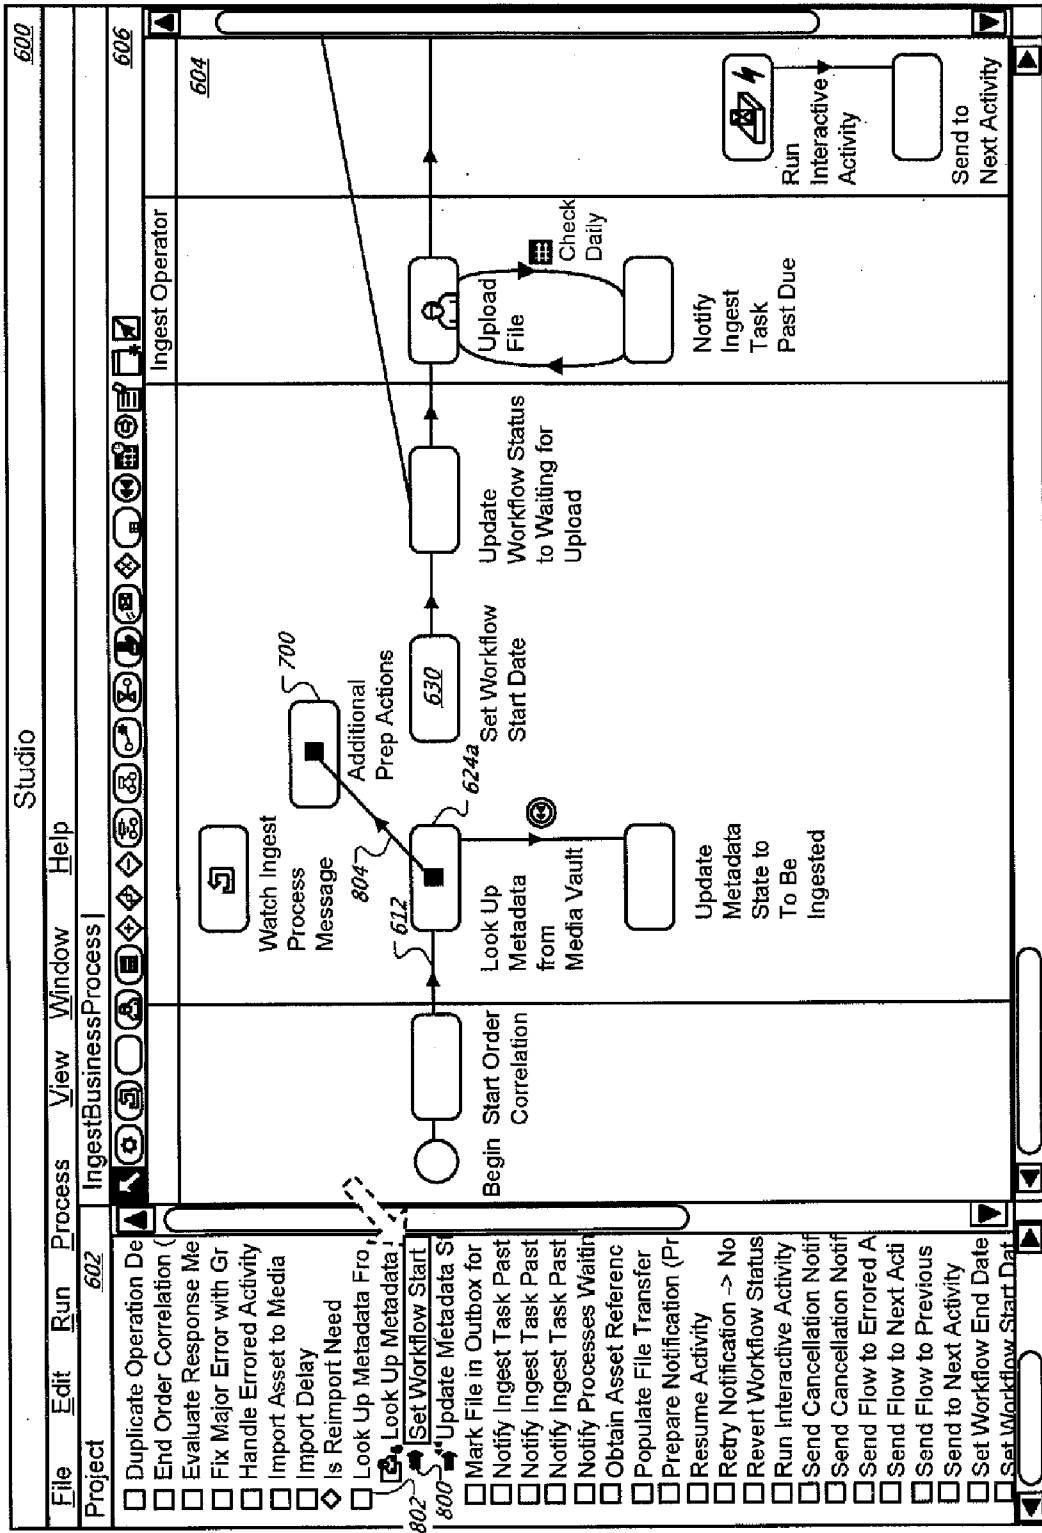 Studio
600
File Edit Run Process View Window Help
Project 602
IngestBusinessProcess
606
Duplicate Operation De
End Order Correlation (
Evaluate Response Me
Fix Major Error with Gr
Handle Errored Activity
Import Asset to Media
Import Delay
Is Reimport Need
Look Up Metadata Fro
Look Up Metadata
802
Set Workflow Start
800
Update Metadata St
Mark File in Outbox for
Notify Ingest Task Past
Notify Ingest Task Past
Notify Ingest Task Past
Notify Processes Waitin
Obtain Asset Referenc
Populate File Transfer
Prepare Notification (Pr
Resume Activity
Retry Notification -> No
Revert Workflow Status
Run Interactive Activity
Send Cancellation Notif
Send Cancellation Notif
Send Flow to Errored A
Send Flow to Next Acti
Send Flow to Previous
Send to Next Activity
Set Workflow End Date
Set Workflow Start Dat
Ingest Operator
604
Watch Ingest
Process
Message
700
Additional
Prep Actions
804
612
624a
630
Begin
Start Order
Correlation
Look Up
Metadata
from
Media Vault
Set Workflow
Start Date
Update
Workflow Status
to Waiting for
Upload
Upload
File
Check
Daily
Update
Metadata
State to
To Be
Ingested
Notify
Ingest
Task
Past Due
Run
Interactive
Activity
Send to
Next Activity